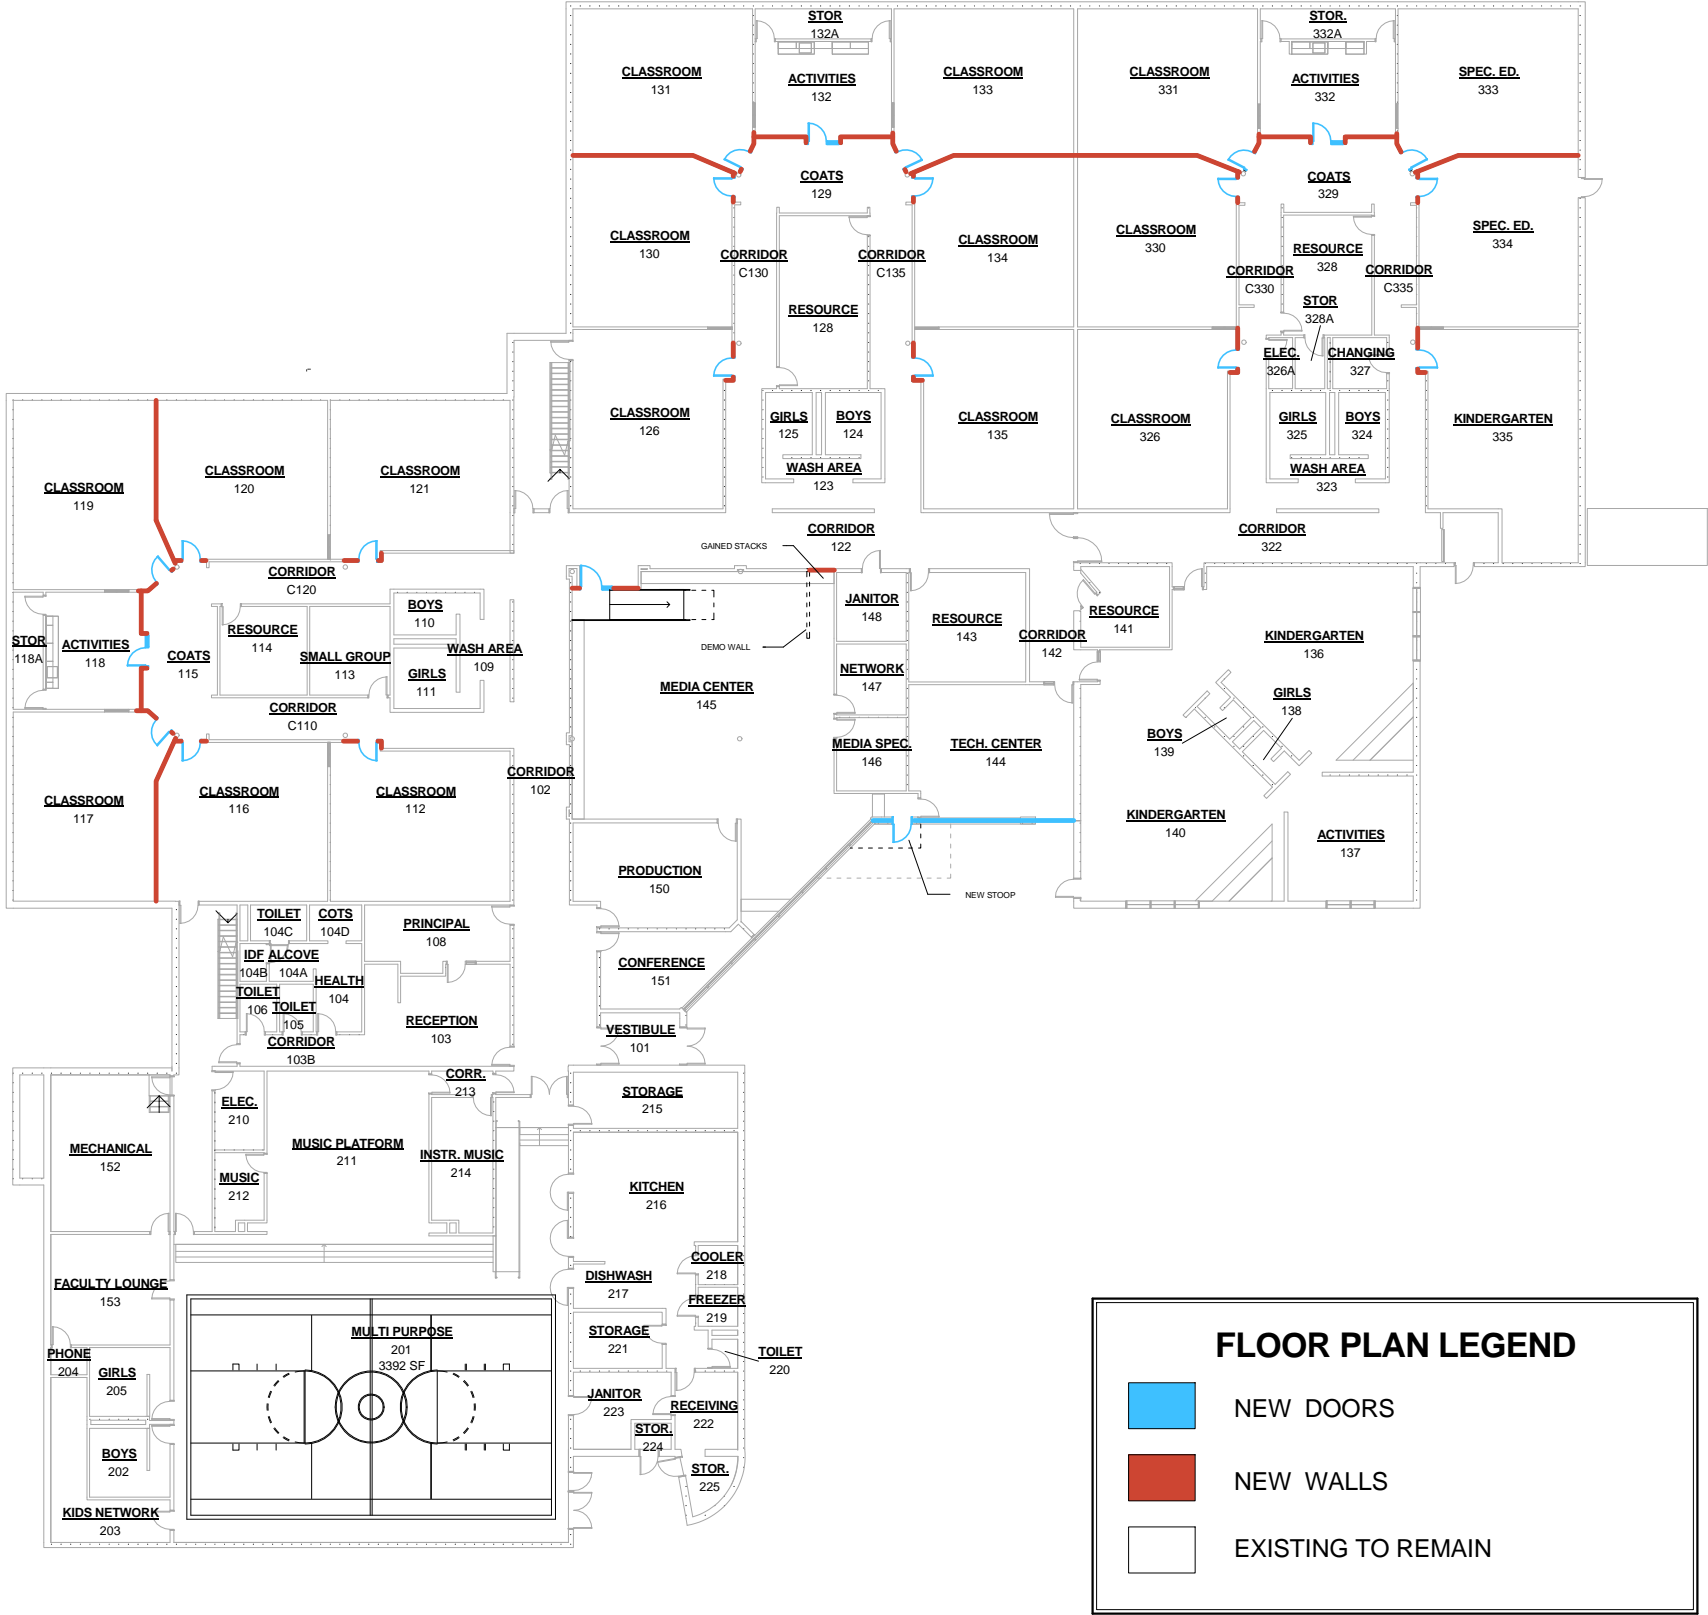 STOR
132A
STOR.
332A
CLASSROOM
131
ACTIVITIES
132
CLASSROOM
133
CLASSROOM
331
ACTIVITIES
332
SPEC. ED.
333
COATS
129
COATS
329
CLASSROOM
130
CORRIDOR
C130
CORRIDOR
C135
CLASSROOM
134
CLASSROOM
330
RESOURCE
328
SPEC. ED.
334
CORRIDOR
C330
CORRIDOR
C335
RESOURCE
128
STOR
328A
ELEC.
326A
CHANGING
327
CLASSROOM
126
GIRLS
125
BOYS
124
CLASSROOM
135
CLASSROOM
326
GIRLS
325
BOYS
324
KINDERGARTEN
335
WASH AREA
123
WASH AREA
323
CLASSROOM
119
CLASSROOM
120
CLASSROOM
121
CORRIDOR
122
CORRIDOR
322
GAINED STACKS
CORRIDOR
C120
BOYS
110
JANITOR
148
RESOURCE
143
RESOURCE
141
STOR
118A
ACTIVITIES
118
COATS
115
RESOURCE
114
SMALL GROUP
113
GIRLS
111
WASH AREA
109
DEMO WALL
CORRIDOR
142
KINDERGARTEN
136
MEDIA CENTER
145
NETWORK
147
GIRLS
138
CORRIDOR
C110
MEDIA SPEC.
146
TECH. CENTER
144
BOYS
139
CLASSROOM
117
CLASSROOM
116
CLASSROOM
112
CORRIDOR
102
KINDERGARTEN
140
ACTIVITIES
137
PRODUCTION
150
NEW STOOP
TOILET
104C
COTS
104D
PRINCIPAL
108
IDF
104B
ALCOVE
104A
HEALTH
104
CONFERENCE
151
TOILET
106
TOILET
105
RECEPTION
103
CORRIDOR
103B
VESTIBULE
101
CORR.
213
STORAGE
215
ELEC.
210
MECHANICAL
152
MUSIC PLATFORM
211
INSTR. MUSIC
214
MUSIC
212
KITCHEN
216
COOLER
218
FACULTY LOUNGE
153
DISHWASH
217
FREEZER
219
MULTI PURPOSE
201
3392 SF
STORAGE
221
TOILET
220
PHONE
204
GIRLS
205
JANITOR
223
RECEIVING
222
STOR.
224
BOYS
202
STOR.
225
KIDS NETWORK
203
FLOOR PLAN LEGEND
NEW DOORS
NEW WALLS
EXISTING TO REMAIN